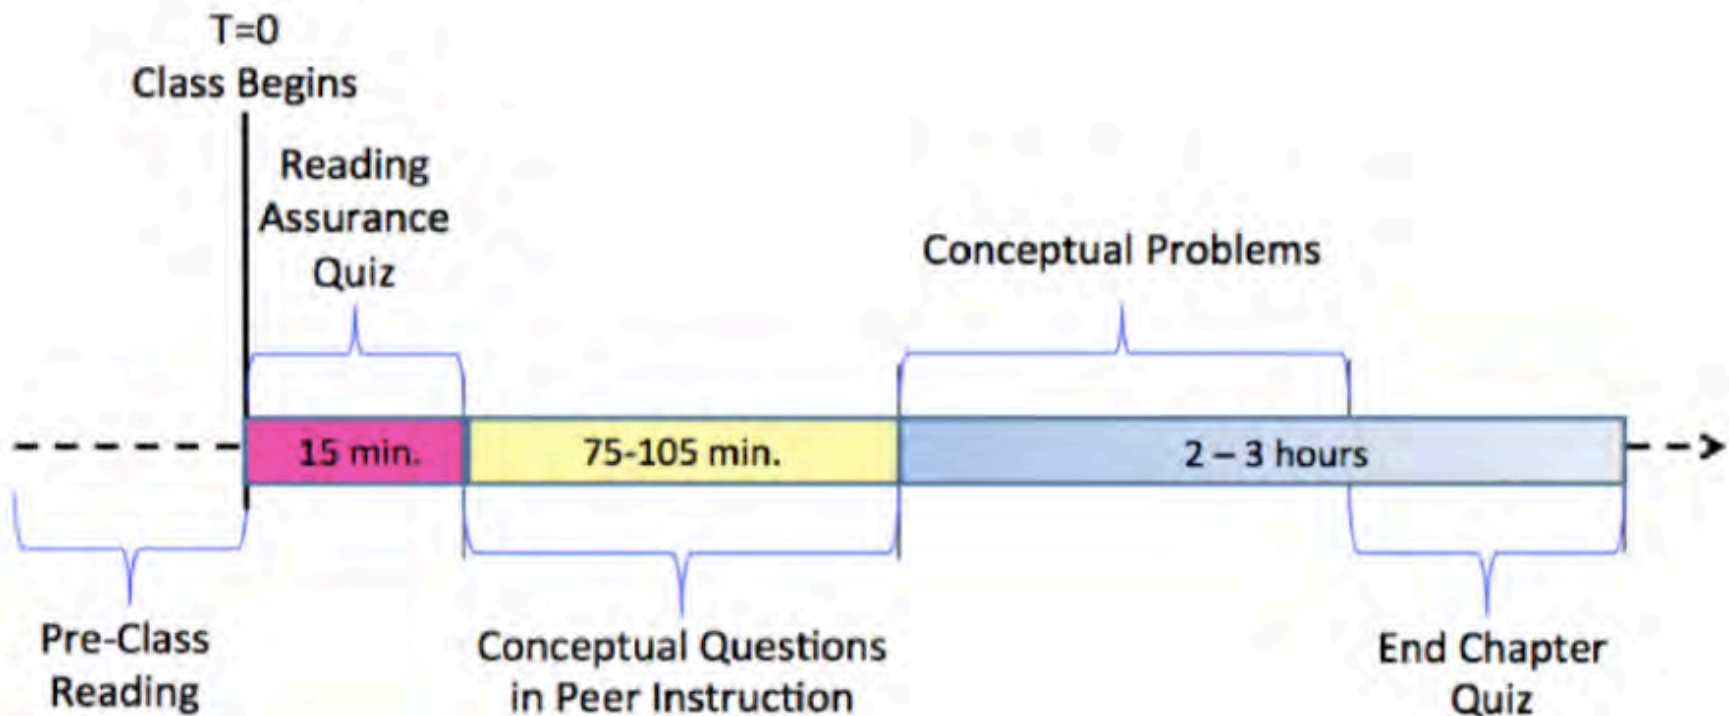 T=0
Class Begins
Reading
Assurance
Quiz
Conceptual Problems
15 min.
75-105 min.
2 – 3 hours
Pre-Class
Reading
Conceptual Questions
in Peer Instruction
End Chapter
Quiz